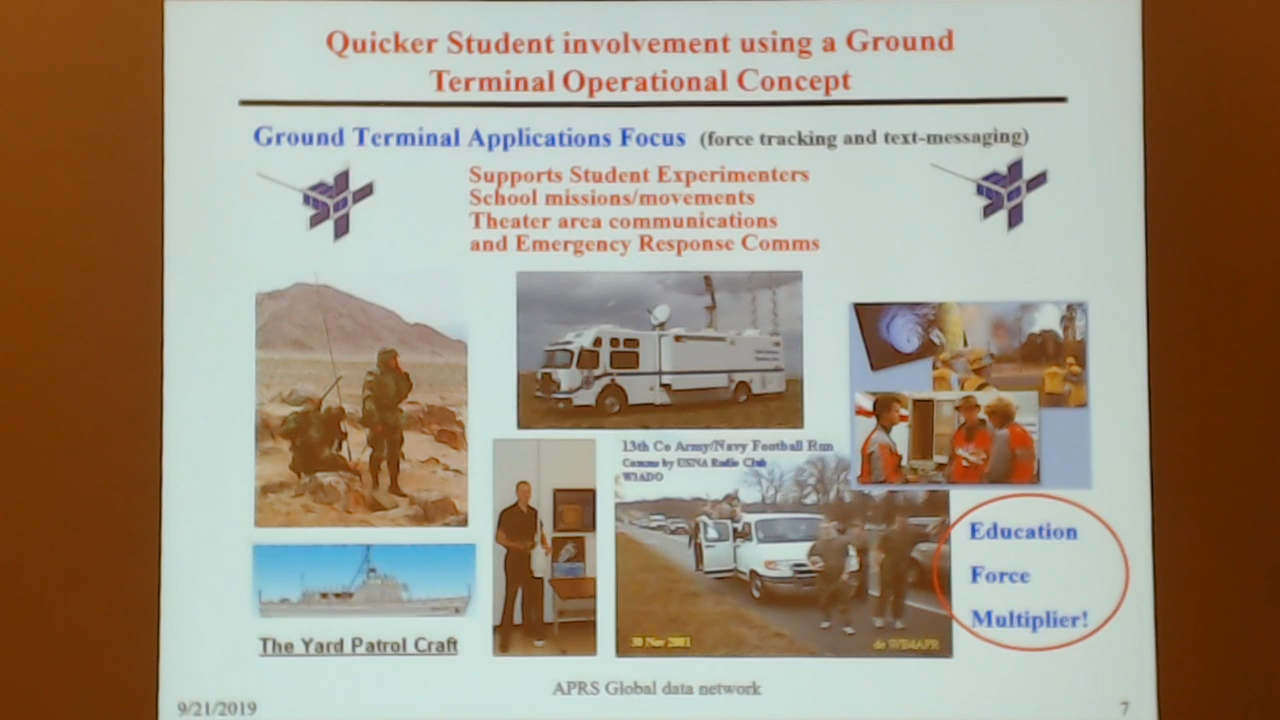 Quicker Student involvement using a Ground
Terminal Operational Concept
Ground Terminal Applications Focus (force tracking and text-messaging)
Supports Student Experimenters
School missions/movements
Theater area communications
and Emergency Response Comms
13th Co Army/Navy Football Run
Comms by USNA Radio Club
W3ADO
30 Nov 2001
de WB4APR
Education
Force
Multiplier!
The Yard Patrol Craft
APRS Global data network
9/21/2019
7